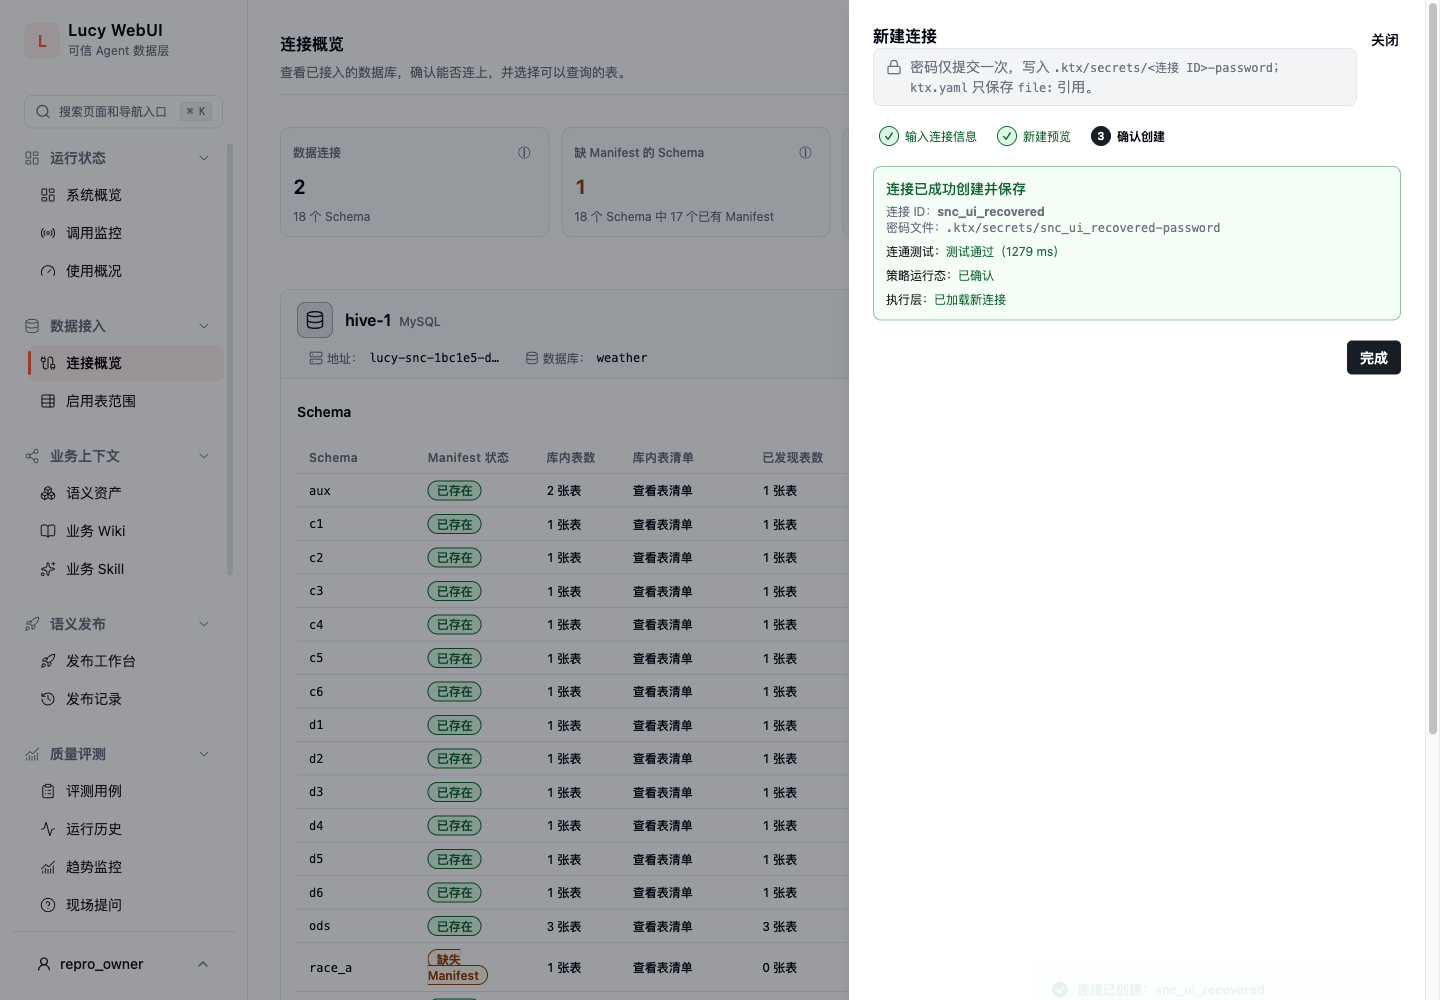 L
Lucy WebUI
可信 Agent 数据层
搜索页面和导航入口 ⌘ K
运行状态
系统概览
调用监控
使用概况
数据接入
连接概览
启用表范围
业务上下文
语义资产
业务 Wiki
业务 Skill
语义发布
发布工作台
发布记录
质量评测
评测用例
运行历史
趋势监控
现场提问
repro_owner
连接概览
查看已接入的数据库，确认能否连上，并选择可以查询的表。
数据连接
2
18 个 Schema
缺 Manifest 的 Schema
1
18 个 Schema 中 17 个已有 Manifest
hive-1 MySQL
地址： lucy-snc-1bc1e5-d… 数据库： weather
Schema
Schema Manifest 状态 库内表数 库内表清单 已发现表数
aux 已存在 2 张表 查看表清单 1 张表
c1 已存在 1 张表 查看表清单 1 张表
c2 已存在 1 张表 查看表清单 1 张表
c3 已存在 1 张表 查看表清单 1 张表
c4 已存在 1 张表 查看表清单 1 张表
c5 已存在 1 张表 查看表清单 1 张表
c6 已存在 1 张表 查看表清单 1 张表
d1 已存在 1 张表 查看表清单 1 张表
d2 已存在 1 张表 查看表清单 1 张表
d3 已存在 1 张表 查看表清单 1 张表
d4 已存在 1 张表 查看表清单 1 张表
d5 已存在 1 张表 查看表清单 1 张表
d6 已存在 1 张表 查看表清单 1 张表
ods 已存在 3 张表 查看表清单 3 张表
race_a 缺失 Manifest 1 张表 查看表清单 0 张表
新建连接
关闭
密码仅提交一次，写入 .ktx/secrets/<连接 ID>-password；
ktx.yaml 只保存 file: 引用。
输入连接信息 新建预览 3 确认创建
连接已成功创建并保存
连接 ID：snc_ui_recovered
密码文件：.ktx/secrets/snc_ui_recovered-password
连通测试：测试通过（1279 ms）
策略运行态：已确认
执行层：已加载新连接
完成
连接已创建：snc_ui_recovered